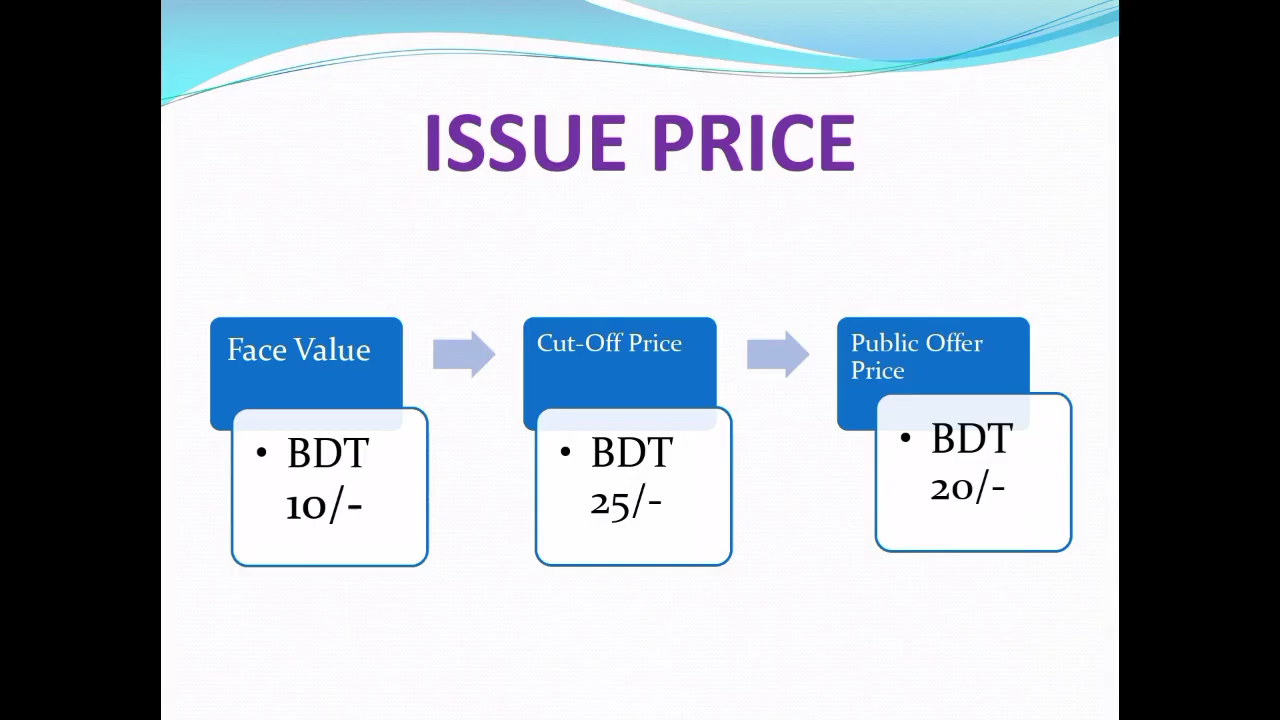 ISSUE PRICE
Face Value
• BDT
10/-
Cut-Off Price
• BDT
25/-
Public Offer
Price
• BDT
20/-